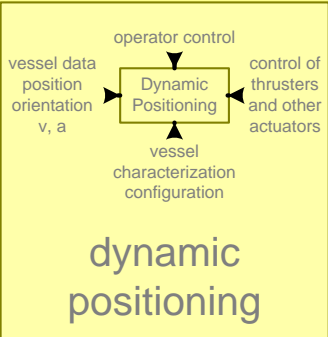 operator control
vessel data
position
orientation
v, a
Dynamic
Positioning
control of
thrusters
and other
actuators
vessel
characterization
configuration
dynamic
positioning